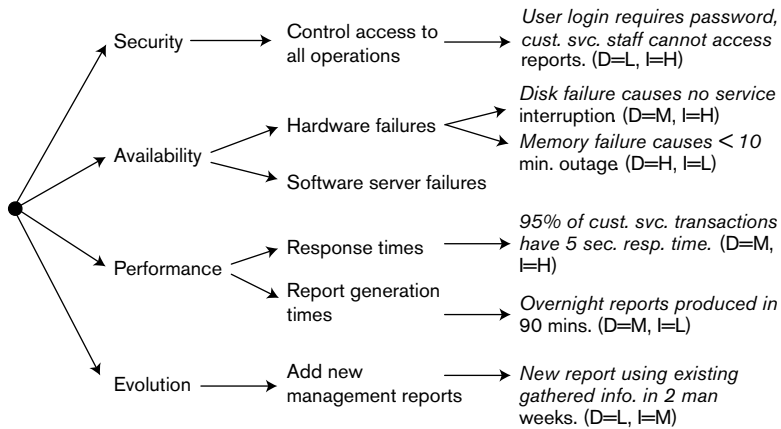 Security
Control access to
all operations
User login requires password,
cust. svc. staff cannot access
reports. (D=L, I=H)
Availability
Hardware failures
Disk failure causes no service
interruption. (D=M, I=H)
Memory failure causes < 10
min. outage. (D=H, I=L)
Software server failures
Performance
Response times
95% of cust. svc. transactions
have 5 sec. resp. time. (D=M,
I=H)
Report generation
times
Overnight reports produced in
90 mins. (D=M, I=L)
Evolution
Add new
management reports
New report using existing
gathered info. in 2 man
weeks. (D=L, I=M)